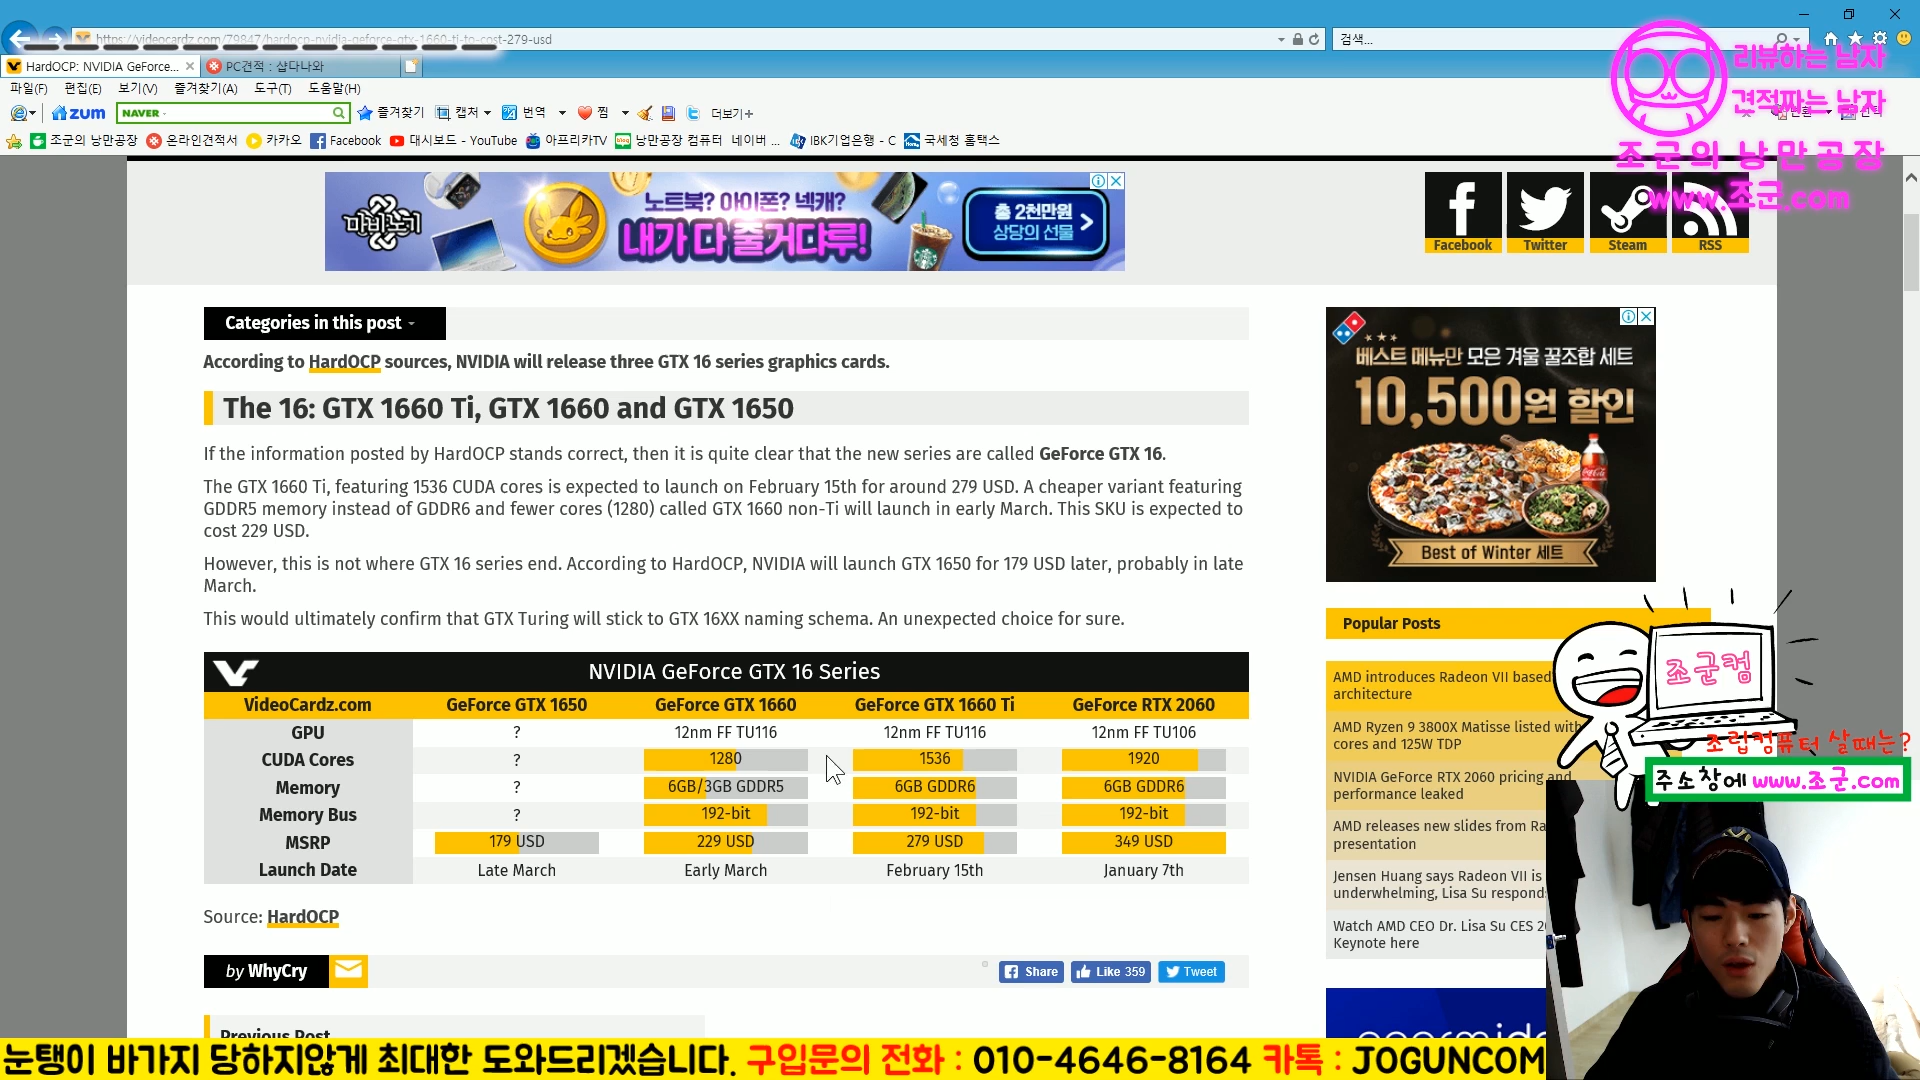 https://videocardz.com/79847/hardocp-nvidia-geforce-gtx-1660-ti-to-cost-279-usd
검색...
HardOCP: NVIDIA GeForce...
PC견적 : 샵다나와
파일(F) 편집(E) 보기(V) 즐겨찾기(A) 도구(T) 도움말(H)
zum NAVER 즐겨찾기 캡처 번역 찜 더보기+
조군의 낭만공장 온라인견적서 카카오 Facebook 대시보드 - YouTube 아프리카TV 낭만공장 컴퓨터 네이버 ... IBK기업은행 - C 국세청 홈택스
리뷰하는 남자
견적짜는 남자
조군의 낭만공장
www.조군.com
마비노기
노트북? 아이폰? 넥캐?
내가 다 줄거다루!
총 2천만원
상당의 선물
Facebook Twitter Steam RSS
Categories in this post
According to HardOCP sources, NVIDIA will release three GTX 16 series graphics cards.
The 16: GTX 1660 Ti, GTX 1660 and GTX 1650
If the information posted by HardOCP stands correct, then it is quite clear that the new series are called GeForce GTX 16.
The GTX 1660 Ti, featuring 1536 CUDA cores is expected to launch on February 15th for around 279 USD. A cheaper variant featuring
GDDR5 memory instead of GDDR6 and fewer cores (1280) called GTX 1660 non-Ti will launch in early March. This SKU is expected to
cost 229 USD.
However, this is not where GTX 16 series end. According to HardOCP, NVIDIA will launch GTX 1650 for 179 USD later, probably in late
March.
This would ultimately confirm that GTX Turing will stick to GTX 16XX naming schema. An unexpected choice for sure.
NVIDIA GeForce GTX 16 Series
VideoCardz.com GeForce GTX 1650 GeForce GTX 1660 GeForce GTX 1660 Ti GeForce RTX 2060
GPU ? 12nm FF TU116 12nm FF TU116 12nm FF TU106
CUDA Cores ? 1280 1536 1920
Memory ? 6GB/3GB GDDR5 6GB GDDR6 6GB GDDR6
Memory Bus ? 192-bit 192-bit 192-bit
MSRP 179 USD 229 USD 279 USD 349 USD
Launch Date Late March Early March February 15th January 7th
Source: HardOCP
by WhyCry
Share Like 359 Tweet
Previous Post
베스트 메뉴만 모은 겨울 꿀조합 세트
10,500원 할인
Best of Winter 세트
Popular Posts
AMD introduces Radeon VII based
architecture
AMD Ryzen 9 3800X Matisse listed with
cores and 125W TDP
NVIDIA GeForce RTX 2060 pricing and
performance leaked
AMD releases new slides from Ra
presentation
Jensen Huang says Radeon VII is
underwhelming, Lisa Su respond
Watch AMD CEO Dr. Lisa Su CES 20
Keynote here
조군컴
조립컴퓨터 살때는?
주소창에 www.조군.com
눈탱이 바가지 당하지않게 최대한 도와드리겠습니다. 구입문의 전화 : 010-4646-8164 카톡 : JOGUNCOM